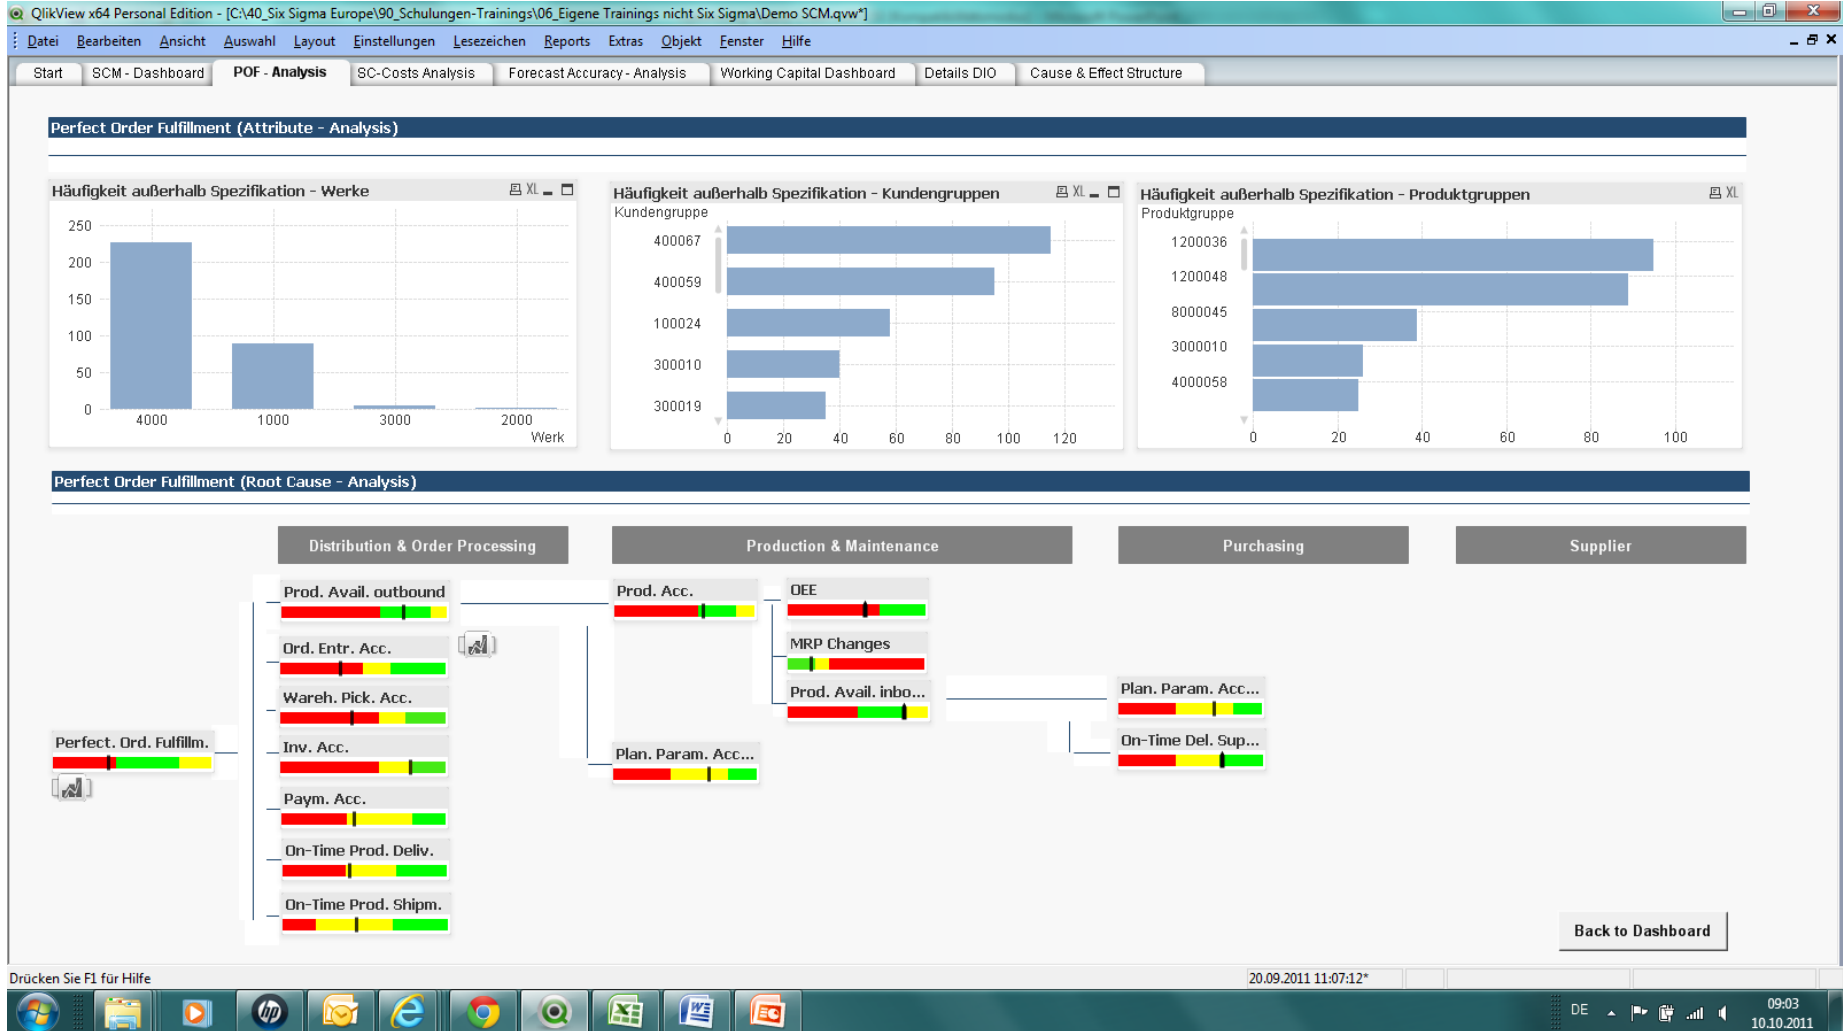 QlikView x64 Personal Edition - [C:\40_Six Sigma Europe\90_Schulungen-Trainings\06_Eigene Trainings nicht Six Sigma\Demo SCM.qvw*]
Datei Bearbeiten Ansicht Auswahl Layout Einstellungen Lesezeichen Reports Extras Objekt Fenster Hilfe
Start SCM - Dashboard POF - Analysis SC-Costs Analysis Forecast Accuracy - Analysis Working Capital Dashboard Details DIO Cause & Effect Structure
Perfect Order Fulfillment (Attribute - Analysis)
Häufigkeit außerhalb Spezifikation - Werke XL
250
200
150
100
50
0
4000 1000 3000 2000
Werk
Häufigkeit außerhalb Spezifikation - Kundengruppen XL
Kundengruppe
400067
400059
100024
300010
300019
0 20 40 60 80 100 120
Häufigkeit außerhalb Spezifikation - Produktgruppen XL
Produktgruppe
1200036
1200048
8000045
3000010
4000058
0 20 40 60 80 100
Perfect Order Fulfillment (Root Cause - Analysis)
Distribution & Order Processing Production & Maintenance Purchasing Supplier
Perfect. Ord. Fulfillm.
Prod. Avail. outbound
Ord. Entr. Acc.
Wareh. Pick. Acc.
Inv. Acc.
Paym. Acc.
On-Time Prod. Deliv.
On-Time Prod. Shipm.
Prod. Acc.
Plan. Param. Acc...
OEE
MRP Changes
Prod. Avail. inbo...
Plan. Param. Acc...
On-Time Del. Sup...
Back to Dashboard
Drücken Sie F1 für Hilfe
20.09.2011 11:07:12*
DE
09:03
10.10.2011